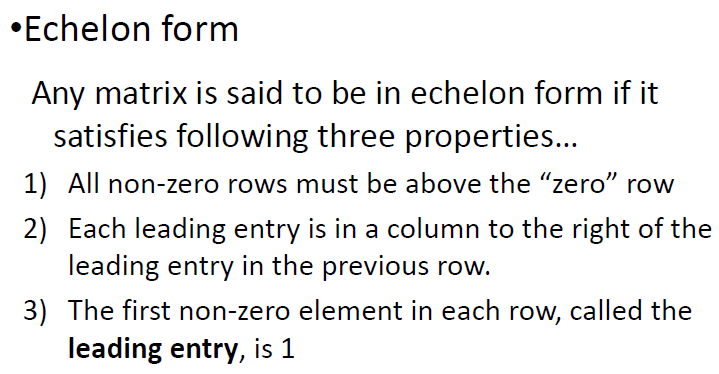 •Echelon form
Any matrix is said to be in echelon form if it
satisfies following three properties…
1) All non-zero rows must be above the “zero” row
2) Each leading entry is in a column to the right of the
leading entry in the previous row.
3) The first non-zero element in each row, called the
leading entry, is 1